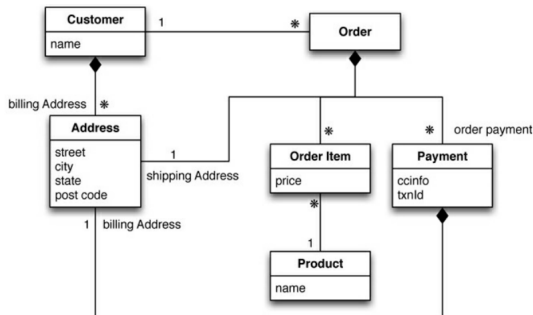 Customer
name
1
*
Order
billing Address
*
Address
street
city
state
post code
1
shipping Address
*
Order Item
price
*
order payment
Payment
ccinfo
txnId
1
billing Address
*
1
Product
name